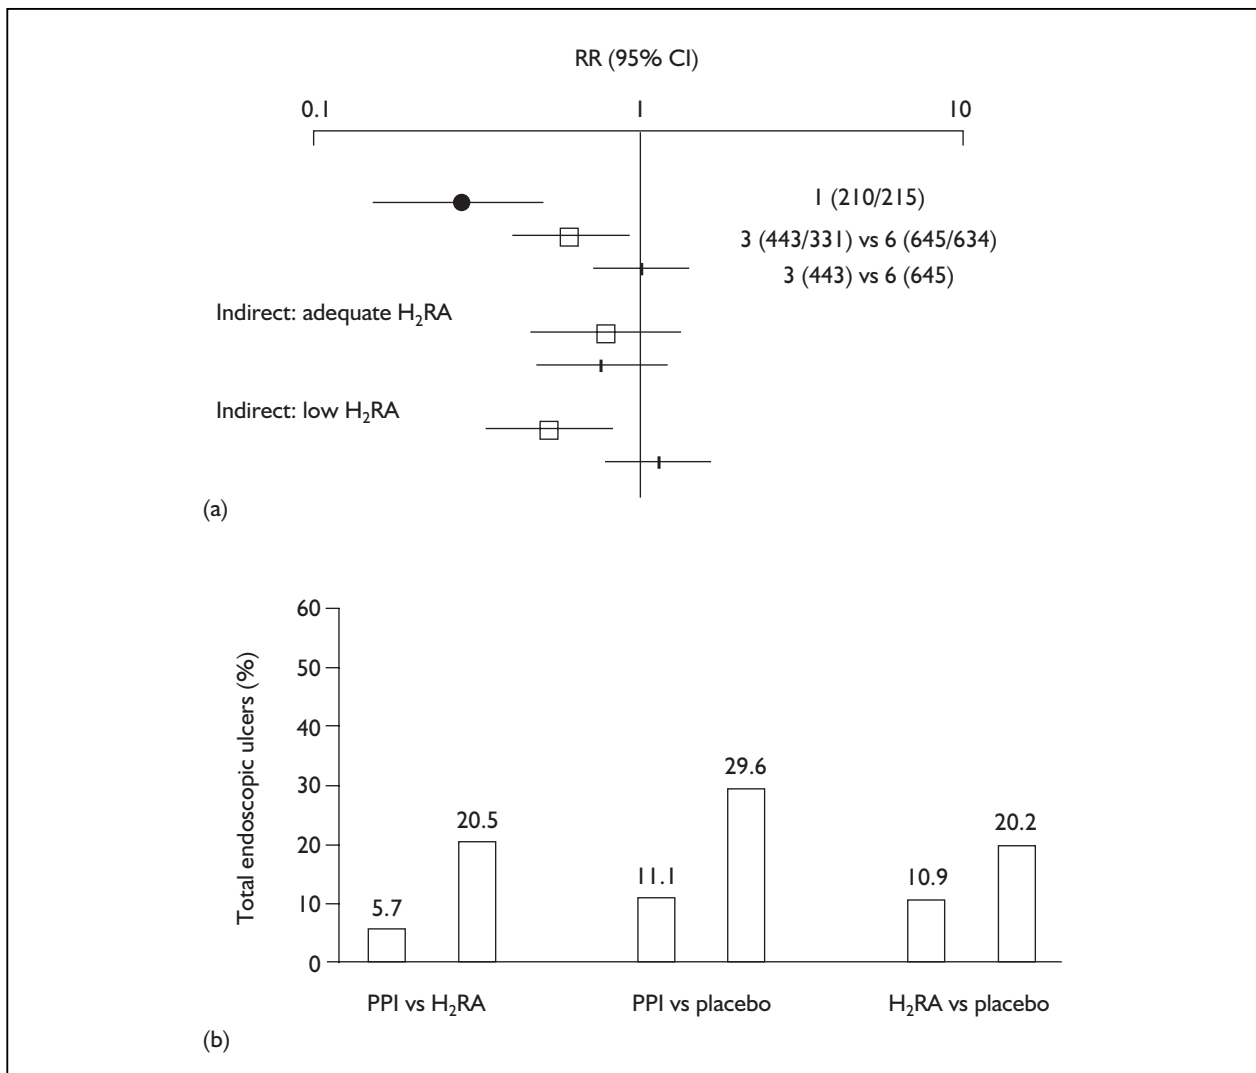 RR (95% CI)
0.1 1 10
1 (210/215)
3 (443/331) vs 6 (645/634)
3 (443) vs 6 (645)
Indirect: adequate H₂RA
Indirect: low H₂RA
(a)
Total endoscopic ulcers (%)
60
50
40
30
20
10
0
5.7
20.5
11.1
29.6
10.9
20.2
PPI vs H₂RA PPI vs placebo H₂RA vs placebo
(b)